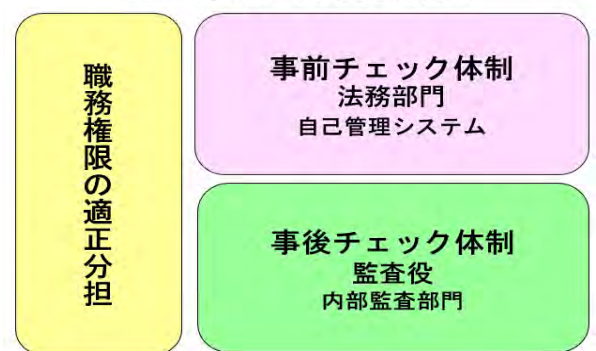 職務権限の適正分担
事前チェック体制
法務部門
自己管理システム
事後チェック体制
監査役
内部監査部門